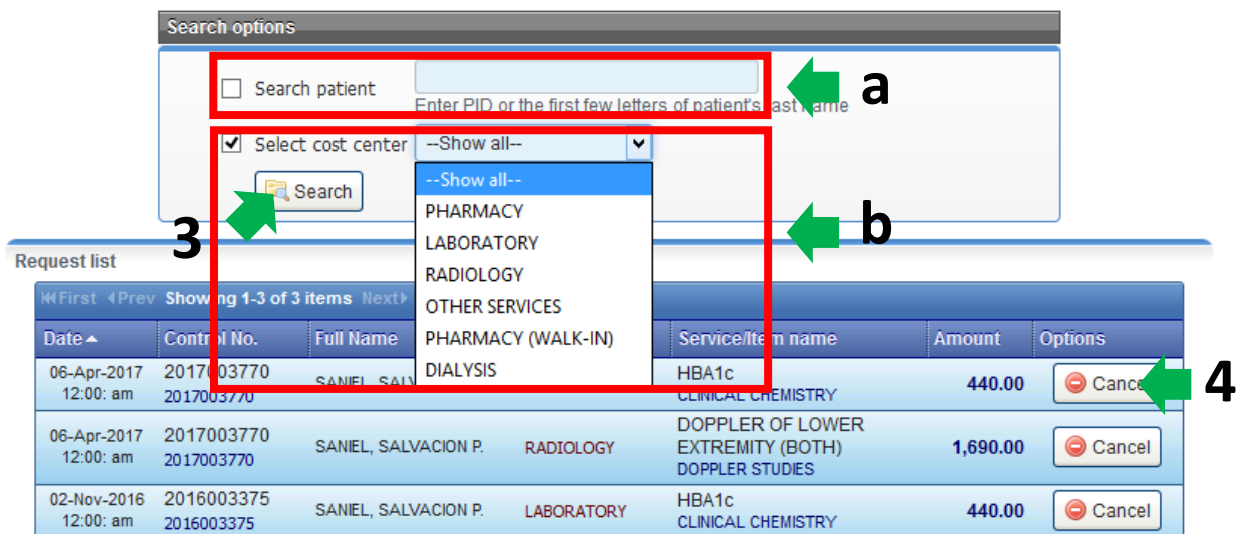 Search options
Search patient
a
Enter PID or the first few letters of patient's last name
Select cost center --Show all--
Search
--Show all--
PHARMACY
LABORATORY
RADIOLOGY
OTHER SERVICES
PHARMACY (WALK-IN)
DIALYSIS
3
b
Request list
First Prev Showing 1-3 of 3 items Next
Date Control No. Full Name Service/Item name Amount Options
06-Apr-2017 2017003770 HBA1c
12:00: am 2017003770 SANIEL, CLINICAL CHEMISTRY 440.00 Cancel
4
06-Apr-2017 2017003770 DOPPLER OF LOWER
12:00: am 2017003770 SANIEL, SALVACION P. RADIOLOGY EXTREMITY (BOTH) 1,690.00 Cancel
DOPPLER STUDIES
02-Nov-2016 2016003375 HBA1c
12:00: am 2016003375 SANIEL, SALVACION P. LABORATORY CLINICAL CHEMISTRY 440.00 Cancel